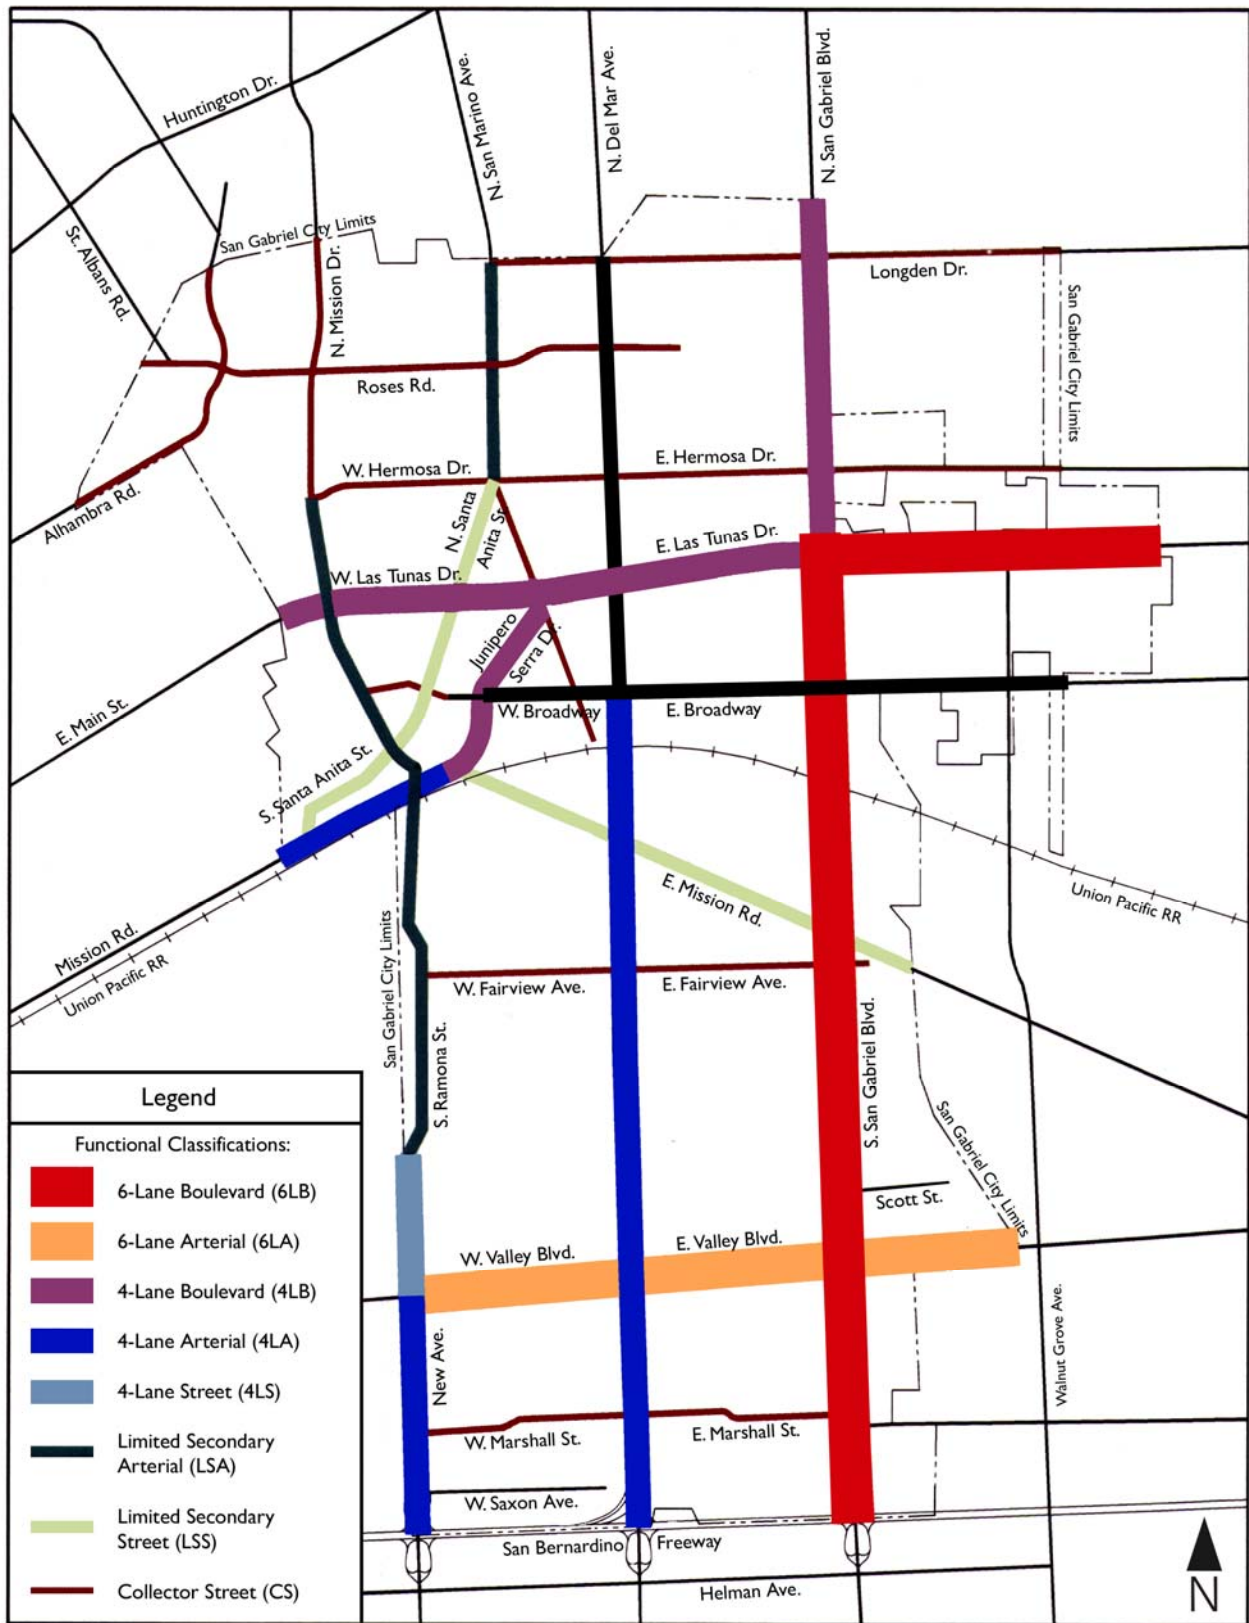 Huntington Dr.
N. San Marino Ave.
N. Del Mar Ave.
N. San Gabriel Blvd.
St. Albans Rd.
San Gabriel City Limits
N. Mission Dr.
Longden Dr.
San Gabriel City Limits
Roses Rd.
Alhambra Rd.
W. Hermosa Dr.
E. Hermosa Dr.
N. Santa
Anita St.
W. Las Tunas Dr.
E. Las Tunas Dr.
Junipero
Serra Dr.
E. Main St.
W. Broadway
E. Broadway
S. Santa Anita St.
E. Mission Rd.
Union Pacific RR
Mission Rd.
Union Pacific RR
San Gabriel City Limits
W. Fairview Ave.
E. Fairview Ave.
S. Ramona St.
S. San Gabriel Blvd.
San Gabriel City Limits
Scott St.
W. Valley Blvd.
E. Valley Blvd.
New Ave.
Walnut Grove Ave.
W. Marshall St.
E. Marshall St.
W. Saxon Ave.
San Bernardino
Freeway
Helman Ave.
N
Legend
Functional Classifications:
6-Lane Boulevard (6LB)
6-Lane Arterial (6LA)
4-Lane Boulevard (4LB)
4-Lane Arterial (4LA)
4-Lane Street (4LS)
Limited Secondary
Arterial (LSA)
Limited Secondary
Street (LSS)
Collector Street (CS)